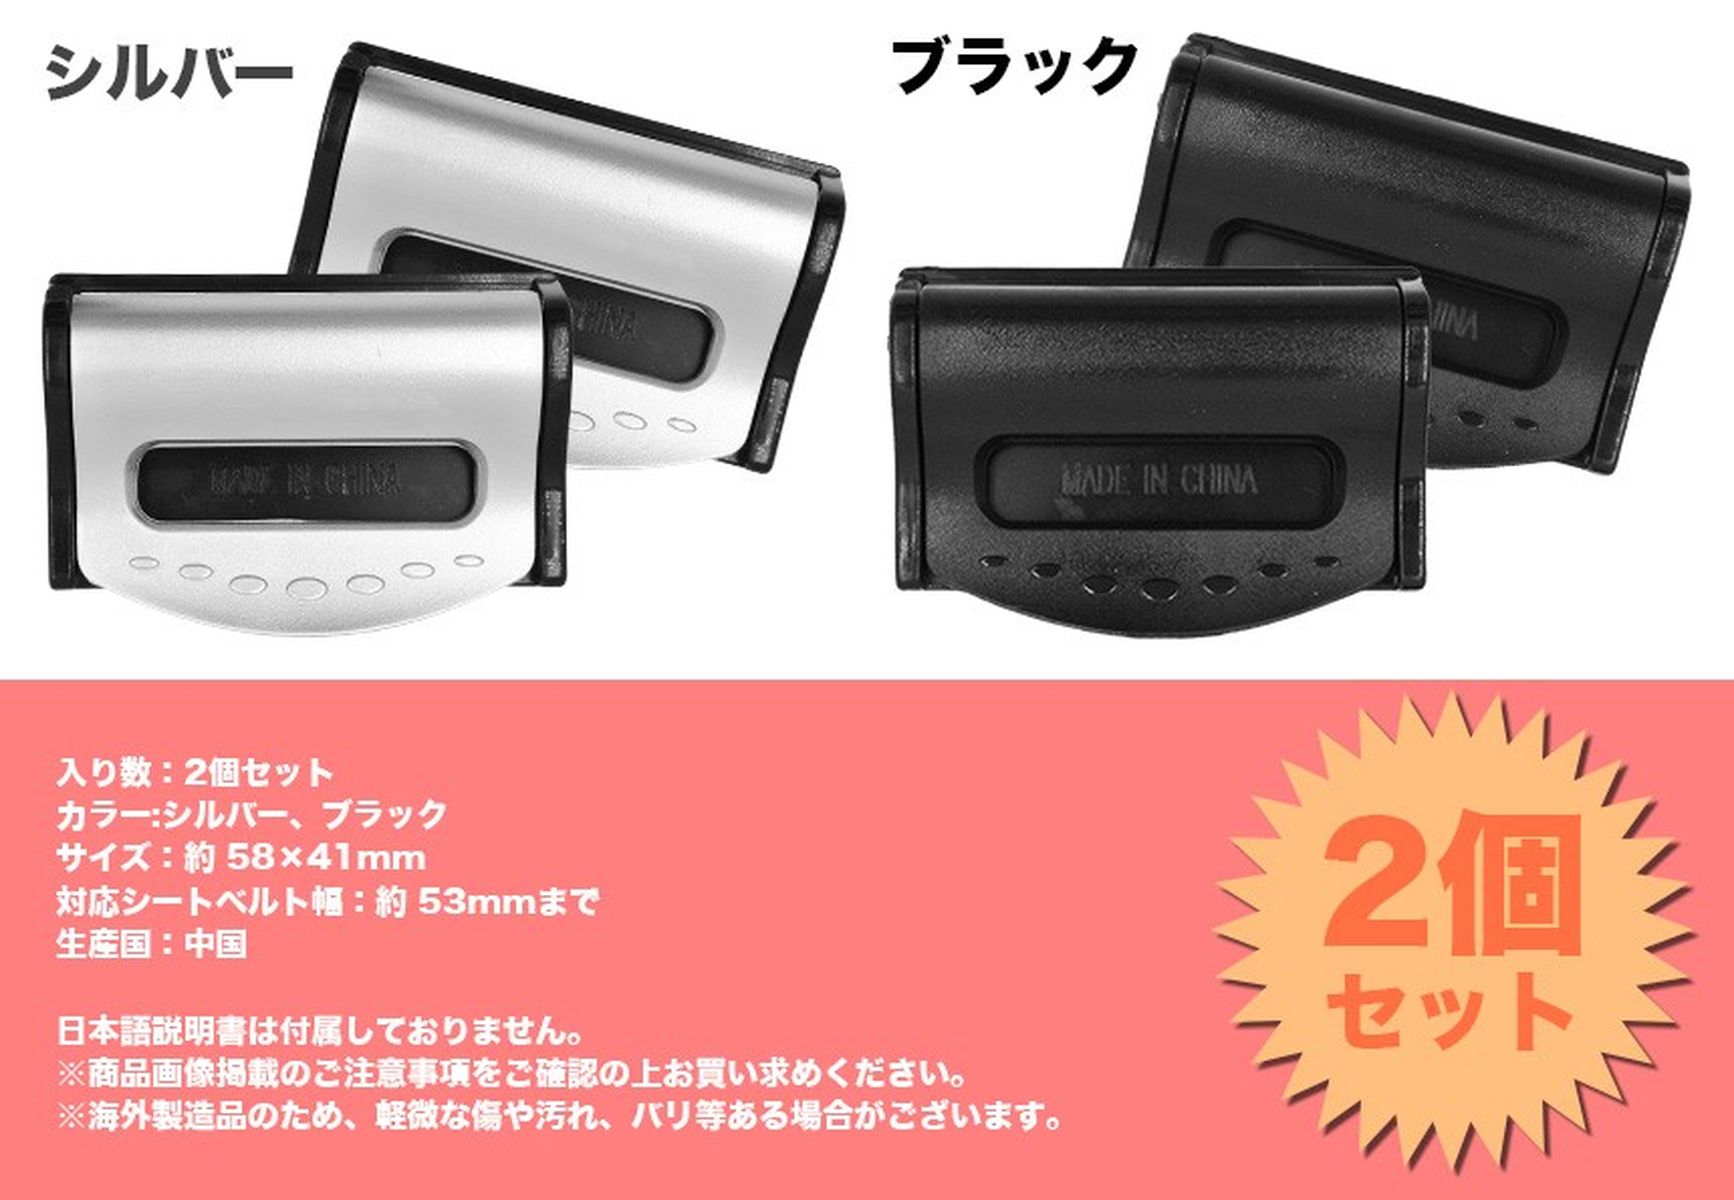 シルバー
ブラック
CHINA
INA
MADE IN CHINA
MADE IN CHINA
入り数：2個セット
カラー:シルバー、ブラック
サイズ：約 58×41mm
対応シートベルト幅：約 53mmまで
生産国：中国
日本語説明書は付属しておりません。
※商品画像掲載のご注意事項をご確認の上お買い求めください。
※海外製造品のため、軽微な傷や汚れ、バリ等ある場合がございます。
2個
セット